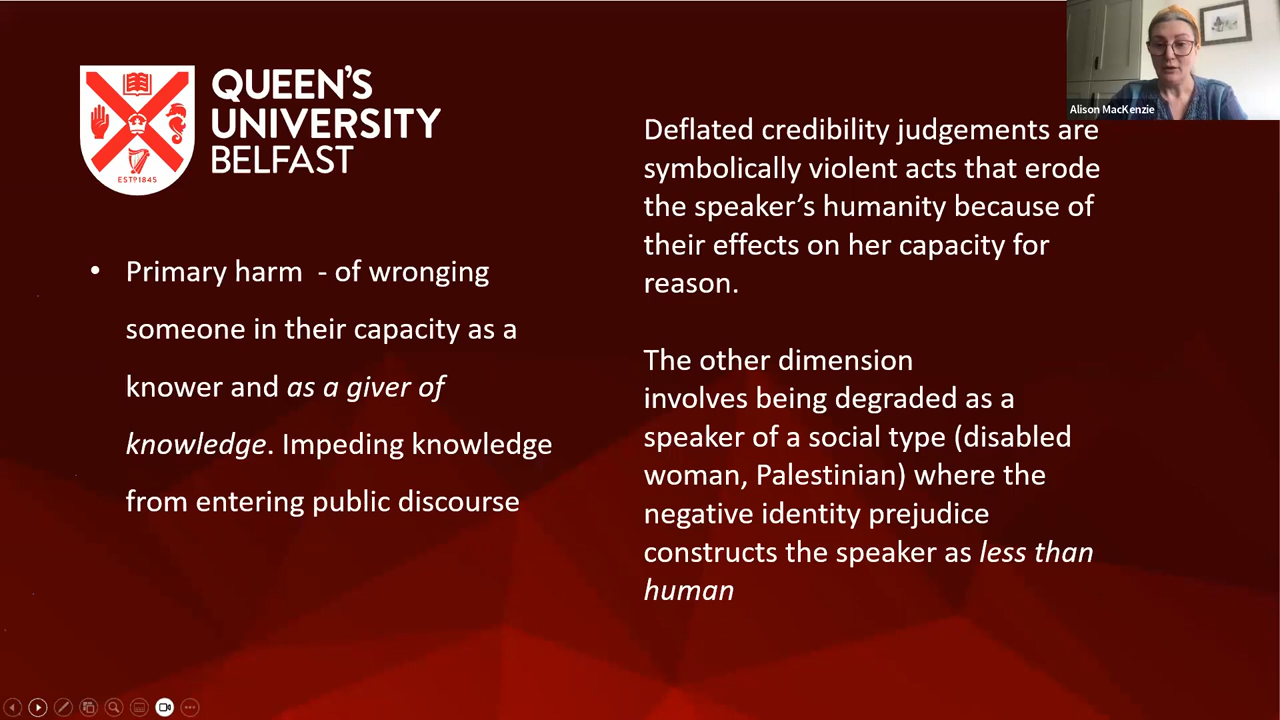 Alison MacKenzie
QUEEN'S
UNIVERSITY
BELFAST
ESTD1845
• Primary harm - of wronging
someone in their capacity as a
knower and as a giver of
knowledge. Impeding knowledge
from entering public discourse
Deflated credibility judgements are
symbolically violent acts that erode
the speaker’s humanity because of
their effects on her capacity for
reason.
The other dimension
involves being degraded as a
speaker of a social type (disabled
woman, Palestinian) where the
negative identity prejudice
constructs the speaker as less than
human